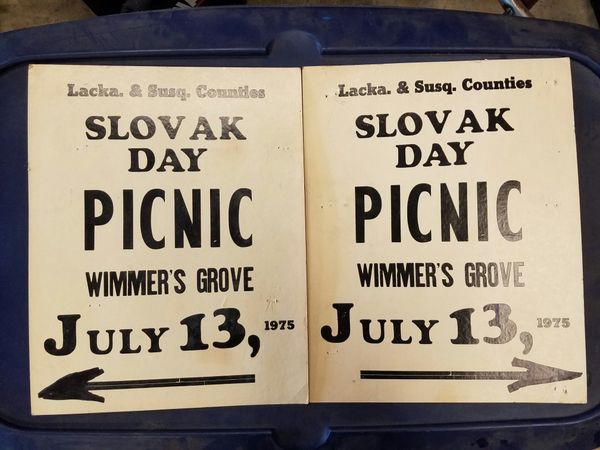 Lacka. & Susq. Counties
SLOVAK
DAY
PICNIC
WIMMER'S GROVE
JULY 13, 1975
Lacka. & Susq. Counties
SLOVAK
DAY
PICNIC
WIMMER'S GROVE
JULY 13, 1975